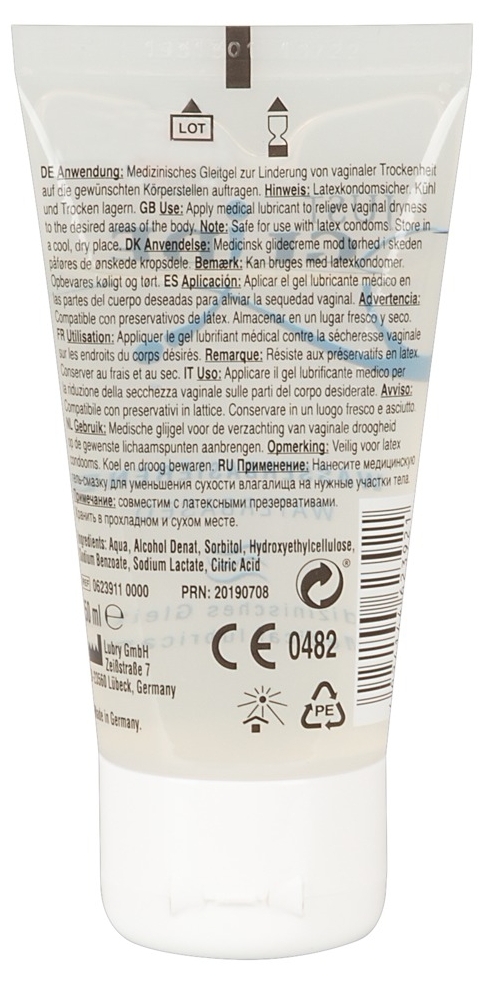 LOT
DE Anwendung: Medizinisches Gleitgel zur Linderung von vaginaler Trockenheit
auf die gewünschten Körperstellen auftragen. Hinweis: Latexkondomsicher. Kühl
und Trocken lagern. GB Use: Apply medical lubricant to relieve vaginal dryness
to the desired areas of the body. Note: Safe for use with latex condoms. Store in
a cool, dry place. DK Anvendelse: Medicinsk glidecreme mod tørhed i skeden
påføres de ønskede kropsdele. Bemærk: Kan bruges med latexkondomer.
Opbevares køligt og tørt. ES Aplicación: Aplicar el gel lubricante médico en
las partes del cuerpo deseadas para aliviar la sequedad vaginal. Advertencia:
Compatible con preservativos de látex. Almacenar en un lugar fresco y seco.
FR Utilisation: Appliquer le gel lubrifiant médical contre la sécheresse vaginale
sur les endroits du corps désirés. Remarque: Résiste aux préservatifs en latex.
Conserver au frais et au sec. IT Uso: Applicare il gel lubrificante medico per
la riduzione della secchezza vaginale sulle parti del corpo desiderate. Avviso:
Compatibile con preservativi in lattice. Conservare in un luogo fresco e asciutto.
NL Gebruik: Medische glijgel voor de verzachting van vaginale droogheid
op de gewenste lichaamspunten aanbrengen. Opmerking: Veilig voor latex
condooms. Koel en droog bewaren. RU Применение: Нанесите медицинскую
гель-смазку для уменьшения сухости влагалища на нужные участки тела.
Примечание: совместим с латексными презервативами.
Хранить в прохладном и сухом месте.
Ingredients: Aqua, Alcohol Denat, Sorbitol, Hydroxyethylcellulose,
Sodium Benzoate, Sodium Lactate, Citric Acid
REF 0623911 0000 PRN: 20190708
50 ml ℮
CE 0482
Lubry GmbH
Zeißstraße 7
23560 Lübeck, Germany
PE
Made in Germany.